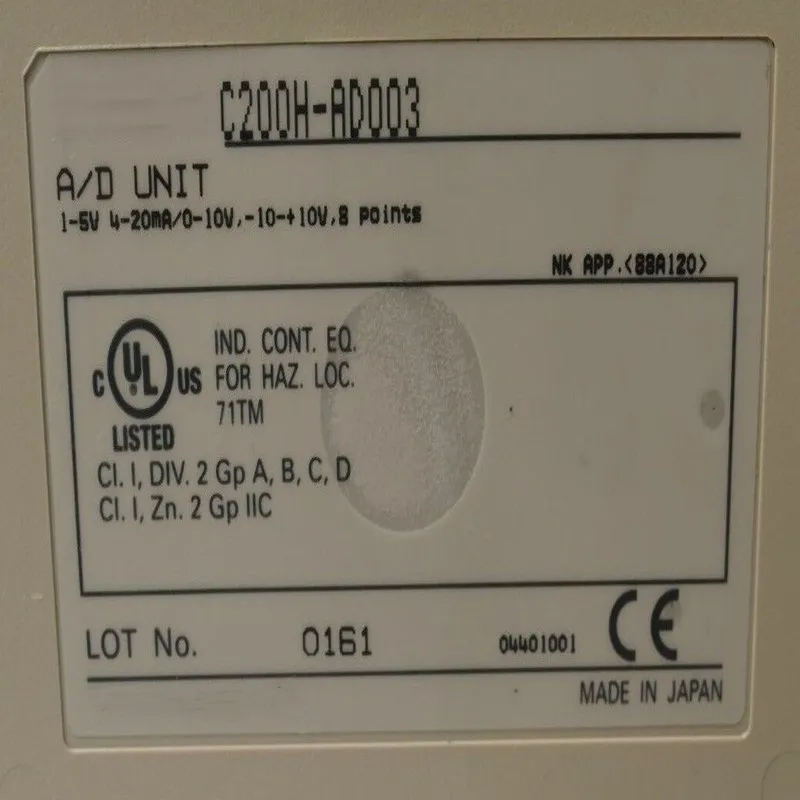 C200H-AD003
A/D UNIT
1-5V 4-20mA/0-10V,-10-+10V,8 Points
NK APP.<88A120>
C UL US LISTED
IND. CONT. EQ.
FOR HAZ. LOC.
71TM
Cl. I, DIV. 2 Gp A, B, C, D
Cl. I, Zn. 2 Gp IIC
LOT No. 0161 04401001 CE
MADE IN JAPAN